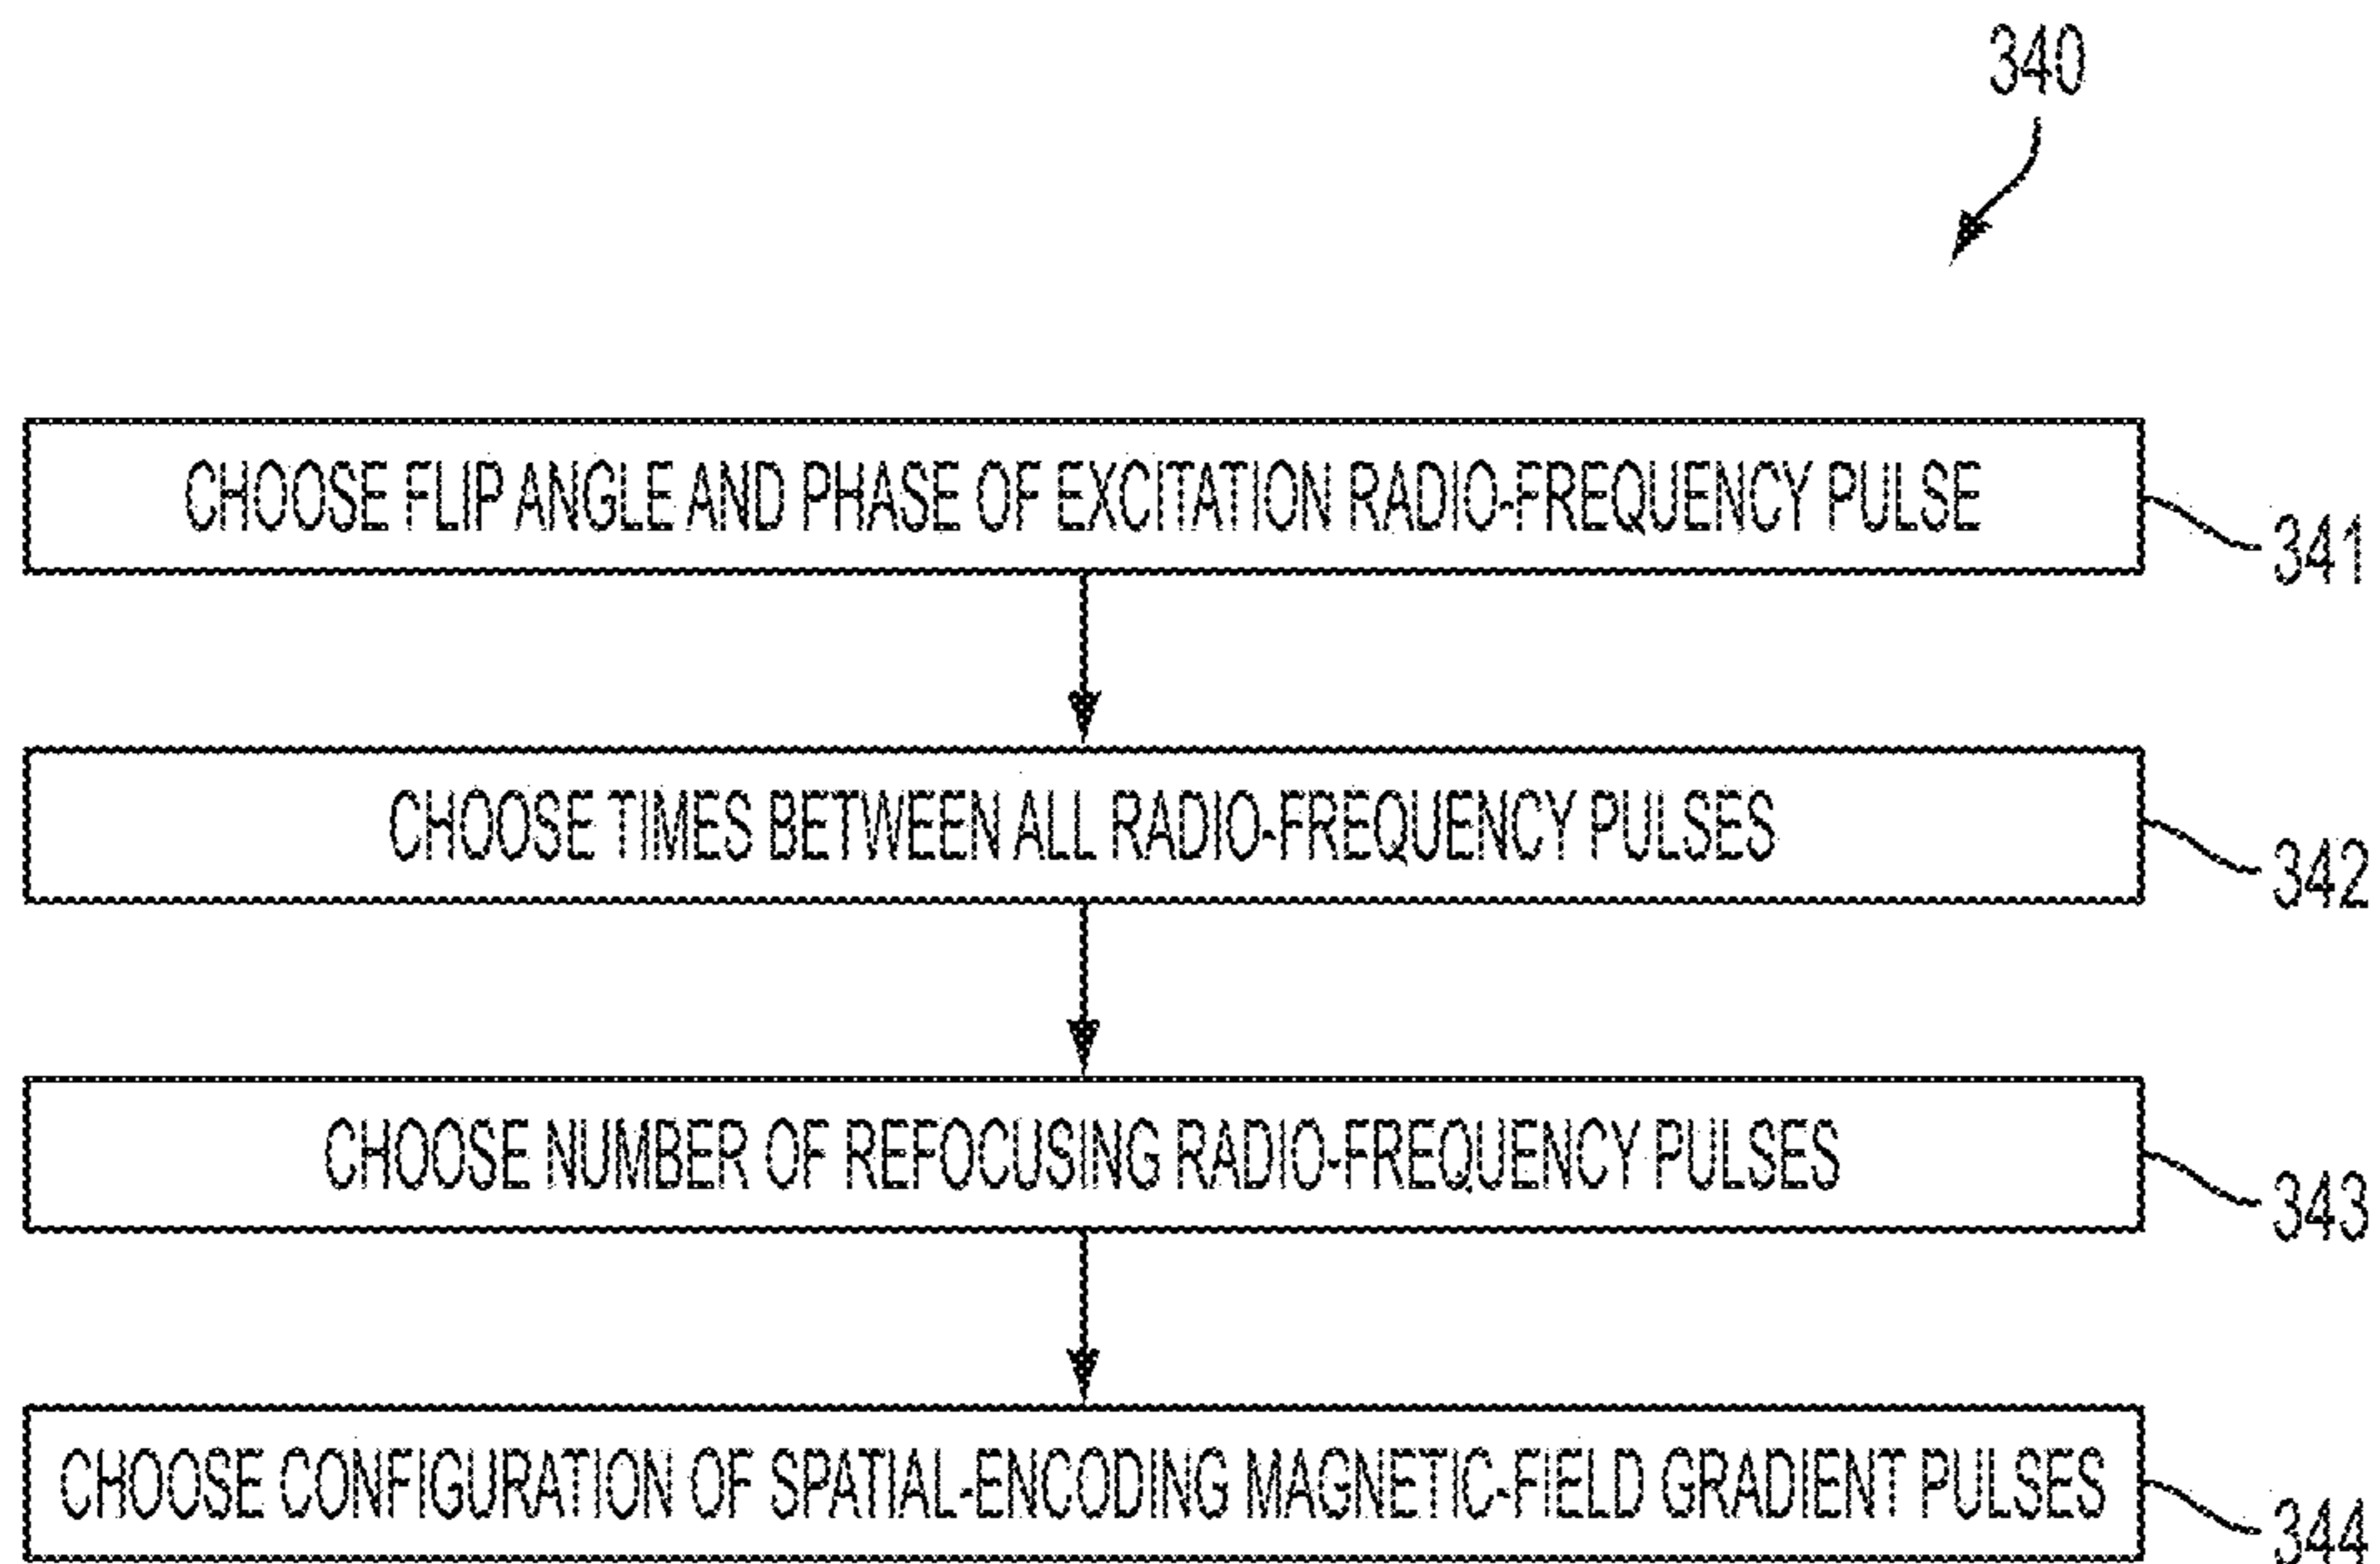 340
CHOOSE FLIP ANGLE AND PHASE OF EXCITATION RADIO-FREQUENCY PULSE
341
CHOOSE TIMES BETWEEN ALL RADIO-FREQUENCY PULSES
342
CHOOSE NUMBER OF REFOCUSING RADIO-FREQUENCY PULSES
343
CHOOSE CONFIGURATION OF SPATIAL-ENCODING MAGNETIC-FIELD GRADIENT PULSES
344